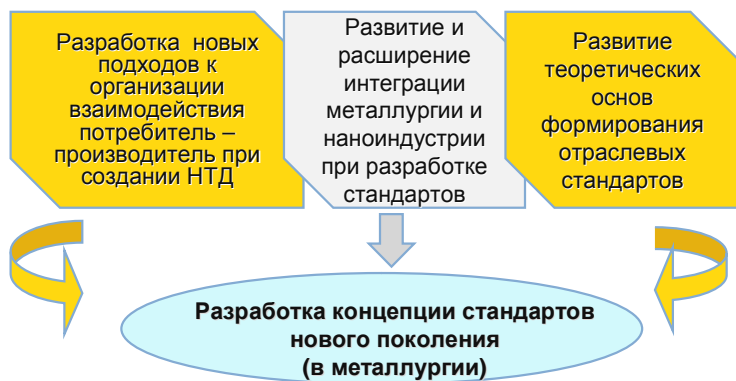 Разработка новых
подходов к
организации
взаимодействия
потребитель –
производитель при
создании НТД
Развитие и
расширение
интеграции
металлургии и
наноиндустрии
при разработке
стандартов
Развитие
теоретических
основ
формирования
отраслевых
стандартов
Разработка концепции стандартов
нового поколения
(в металлургии)